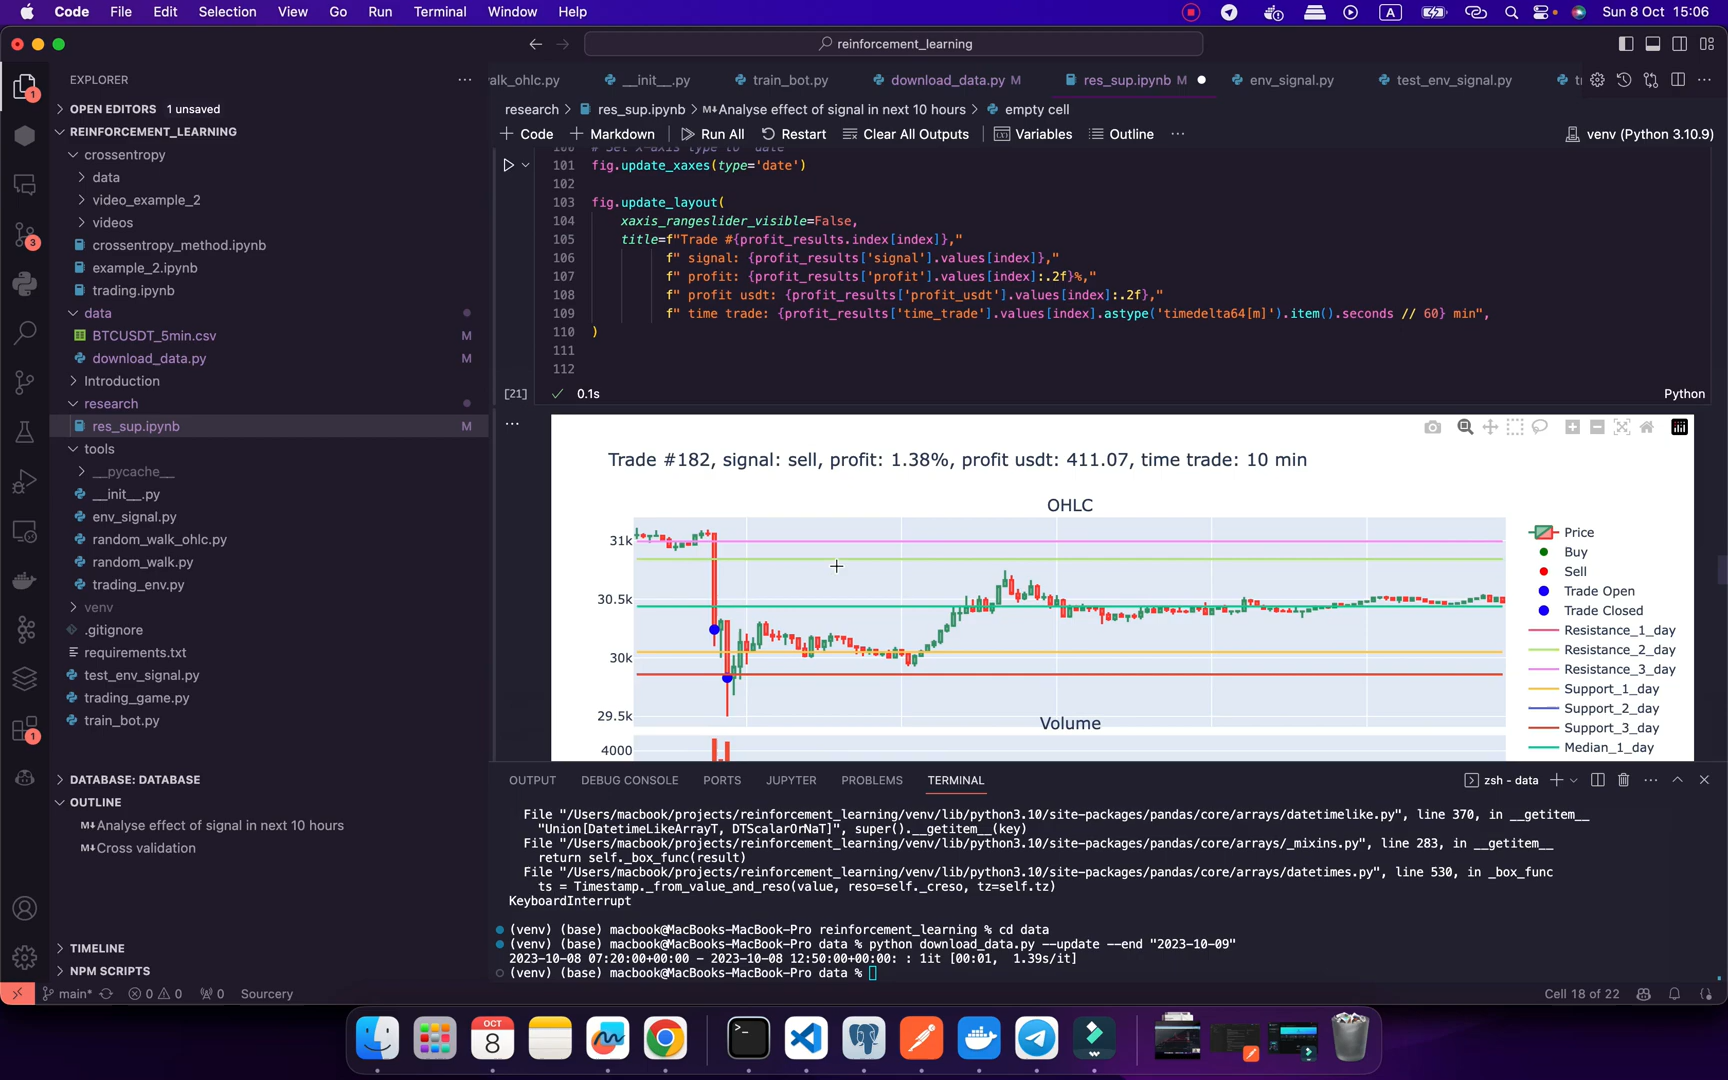 Code File Edit Selection View Go Run Terminal Window Help A Sun 8 Oct 15:06
reinforcement_learning
EXPLORER
OPEN EDITORS 1 unsaved
REINFORCEMENT_LEARNING
crossentropy
data
video_example_2
videos
crossentropy_method.ipynb
example_2.ipynb
trading.ipynb
data
BTCUSDT_5min.csv M
download_data.py M
Introduction
research
res_sup.ipynb M
tools
__pycache__
__init__.py
env_signal.py
random_walk_ohlc.py
random_walk.py
trading_env.py
venv
.gitignore
requirements.txt
test_env_signal.py
trading_game.py
train_bot.py
DATABASE: DATABASE
OUTLINE
M↓Analyse effect of signal in next 10 hours
M↓Cross validation
TIMELINE
NPM SCRIPTS
1
3
1
alk_ohlc.py __init__.py train_bot.py download_data.py M res_sup.ipynb M env_signal.py test_env_signal.py
research > res_sup.ipynb > M↓Analyse effect of signal in next 10 hours > empty cell
Code Markdown Run All Restart Clear All Outputs Variables Outline venv (Python 3.10.9)
100 # Set x-axis type to 'date'
101 fig.update_xaxes(type='date')
102
103 fig.update_layout(
104 xaxis_rangeslider_visible=False,
105 title=f"Trade #{profit_results.index[index]},"
106 f" signal: {profit_results['signal'].values[index]},"
107 f" profit: {profit_results['profit'].values[index]:.2f}%,"
108 f" profit usdt: {profit_results['profit_usdt'].values[index]:.2f},"
109 f" time trade: {profit_results['time_trade'].values[index].astype('timedelta64[m]').item().seconds // 60} min",
110 )
111
112
[21] 0.1s Python
Trade #182, signal: sell, profit: 1.38%, profit usdt: 411.07, time trade: 10 min
OHLC
31k
30.5k
30k
29.5k
Volume
4000
Price
Buy
Sell
Trade Open
Trade Closed
Resistance_1_day
Resistance_2_day
Resistance_3_day
Support_1_day
Support_2_day
Support_3_day
Median_1_day
OUTPUT DEBUG CONSOLE PORTS JUPYTER PROBLEMS TERMINAL zsh - data
File "/Users/macbook/projects/reinforcement_learning/venv/lib/python3.10/site-packages/pandas/core/arrays/datetimelike.py", line 370, in __getitem__
"Union[DatetimeLikeArrayT, DTScalarOrNaT]", super().__getitem__(key)
File "/Users/macbook/projects/reinforcement_learning/venv/lib/python3.10/site-packages/pandas/core/arrays/_mixins.py", line 283, in __getitem__
return self._box_func(result)
File "/Users/macbook/projects/reinforcement_learning/venv/lib/python3.10/site-packages/pandas/core/arrays/datetimes.py", line 530, in _box_func
ts = Timestamp._from_value_and_reso(value, reso=self._creso, tz=self.tz)
KeyboardInterrupt
(venv) (base) macbook@MacBooks-MacBook-Pro reinforcement_learning % cd data
(venv) (base) macbook@MacBooks-MacBook-Pro data % python download_data.py --update --end "2023-10-09"
2023-10-08 07:20:00+00:00 - 2023-10-08 12:50:00+00:00: : 1it [00:01, 1.39s/it]
(venv) (base) macbook@MacBooks-MacBook-Pro data %
main* 0 0 0 Sourcery Cell 18 of 22
OCT
8